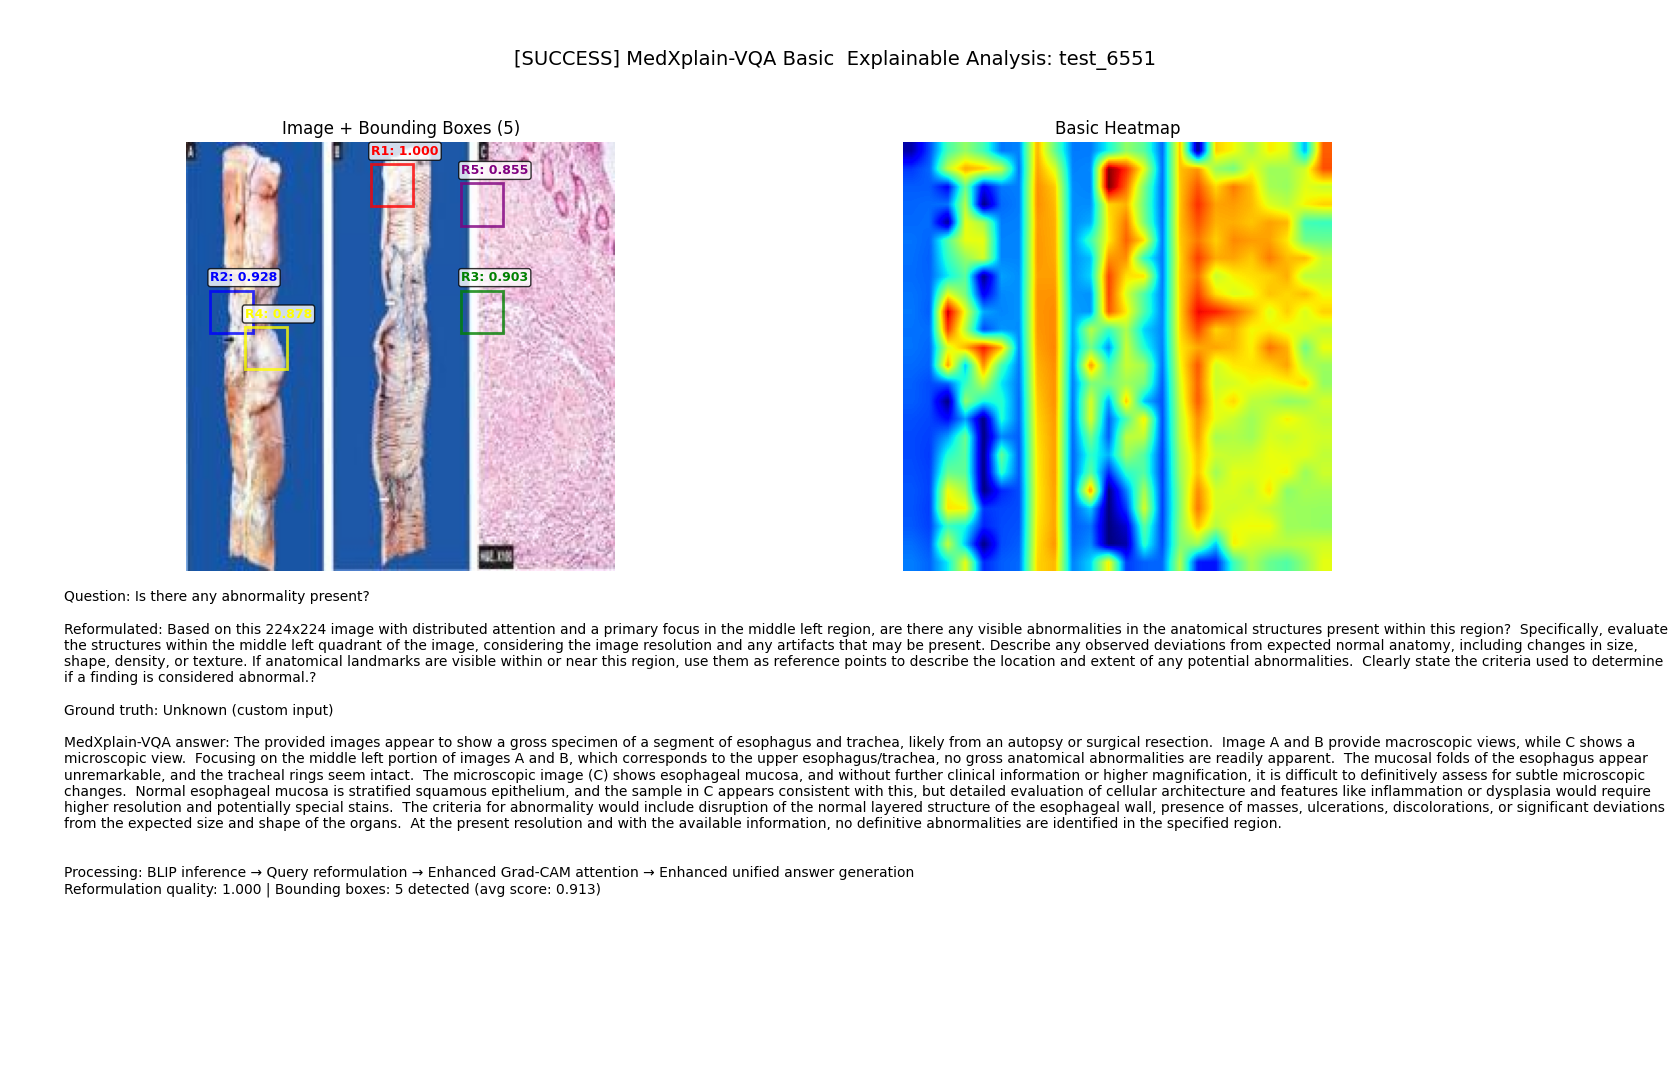 [SUCCESS] MedXplain-VQA Basic  Explainable Analysis: test_6551
Image + Bounding Boxes (5)
Basic Heatmap
A
B
C
R1: 1.000
R5: 0.855
R2: 0.928
R3: 0.903
R4: 0.878
Question: Is there any abnormality present?
Reformulated: Based on this 224x224 image with distributed attention and a primary focus in the middle left region, are there any visible abnormalities in the anatomical structures present within this region?  Specifically, evaluate
the structures within the middle left quadrant of the image, considering the image resolution and any artifacts that may be present. Describe any observed deviations from expected normal anatomy, including changes in size,
shape, density, or texture. If anatomical landmarks are visible within or near this region, use them as reference points to describe the location and extent of any potential abnormalities.  Clearly state the criteria used to determine
if a finding is considered abnormal.?
Ground truth: Unknown (custom input)
MedXplain-VQA answer: The provided images appear to show a gross specimen of a segment of esophagus and trachea, likely from an autopsy or surgical resection.  Image A and B provide macroscopic views, while C shows a
microscopic view.  Focusing on the middle left portion of images A and B, which corresponds to the upper esophagus/trachea, no gross anatomical abnormalities are readily apparent.  The mucosal folds of the esophagus appear
unremarkable, and the tracheal rings seem intact.  The microscopic image (C) shows esophageal mucosa, and without further clinical information or higher magnification, it is difficult to definitively assess for subtle microscopic
changes.  Normal esophageal mucosa is stratified squamous epithelium, and the sample in C appears consistent with this, but detailed evaluation of cellular architecture and features like inflammation or dysplasia would require
higher resolution and potentially special stains.  The criteria for abnormality would include disruption of the normal layered structure of the esophageal wall, presence of masses, ulcerations, discolorations, or significant deviations
from the expected size and shape of the organs.  At the present resolution and with the available information, no definitive abnormalities are identified in the specified region.
Processing: BLIP inference → Query reformulation → Enhanced Grad-CAM attention → Enhanced unified answer generation
Reformulation quality: 1.000 | Bounding boxes: 5 detected (avg score: 0.913)